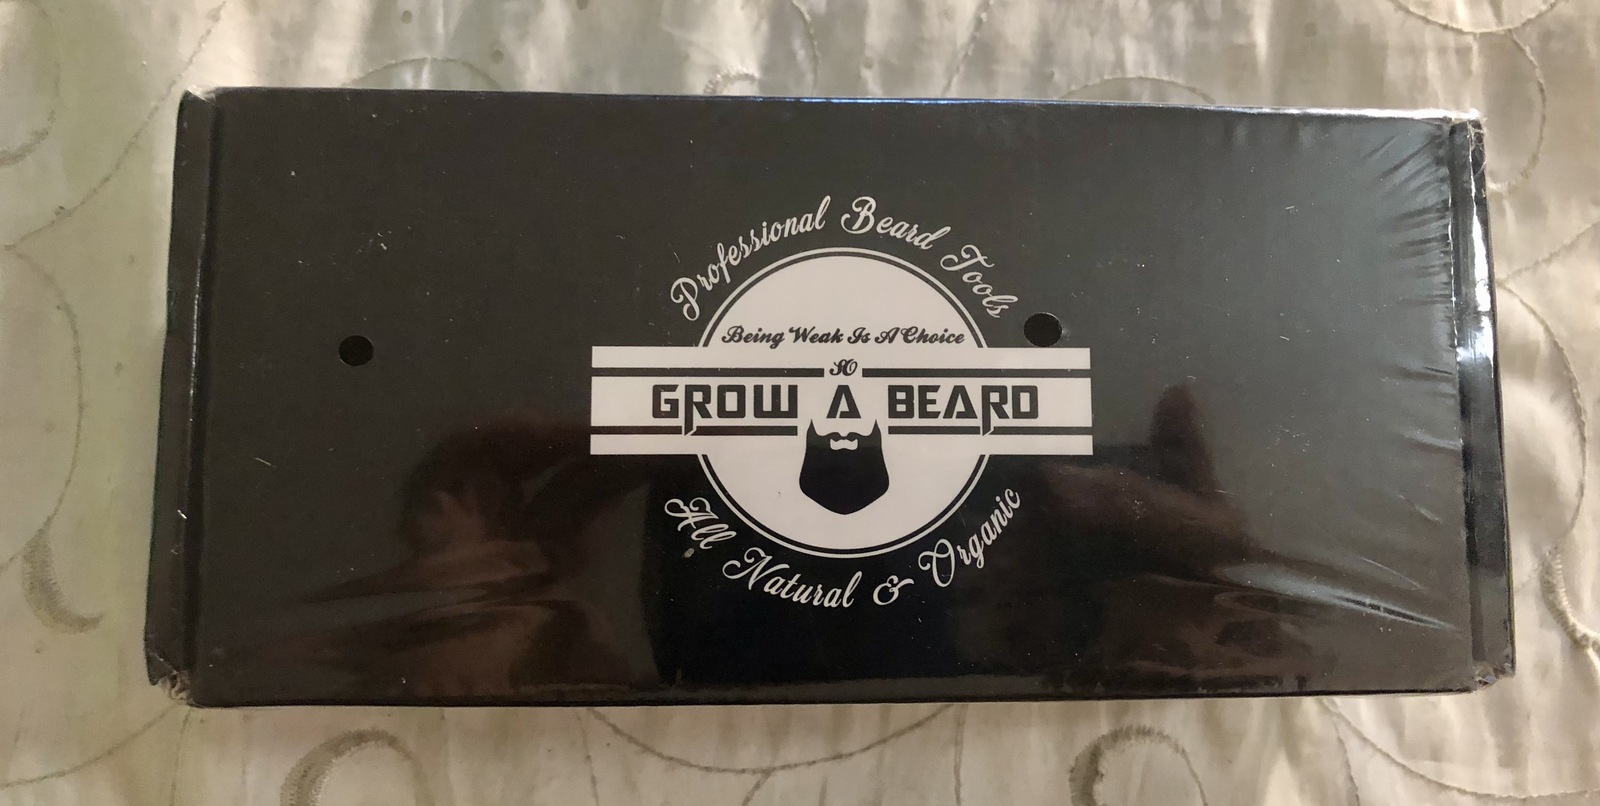 Professional Beard Tools
Being Weak Is A Choice
SO
GROW A BEARD
All Natural & Organic